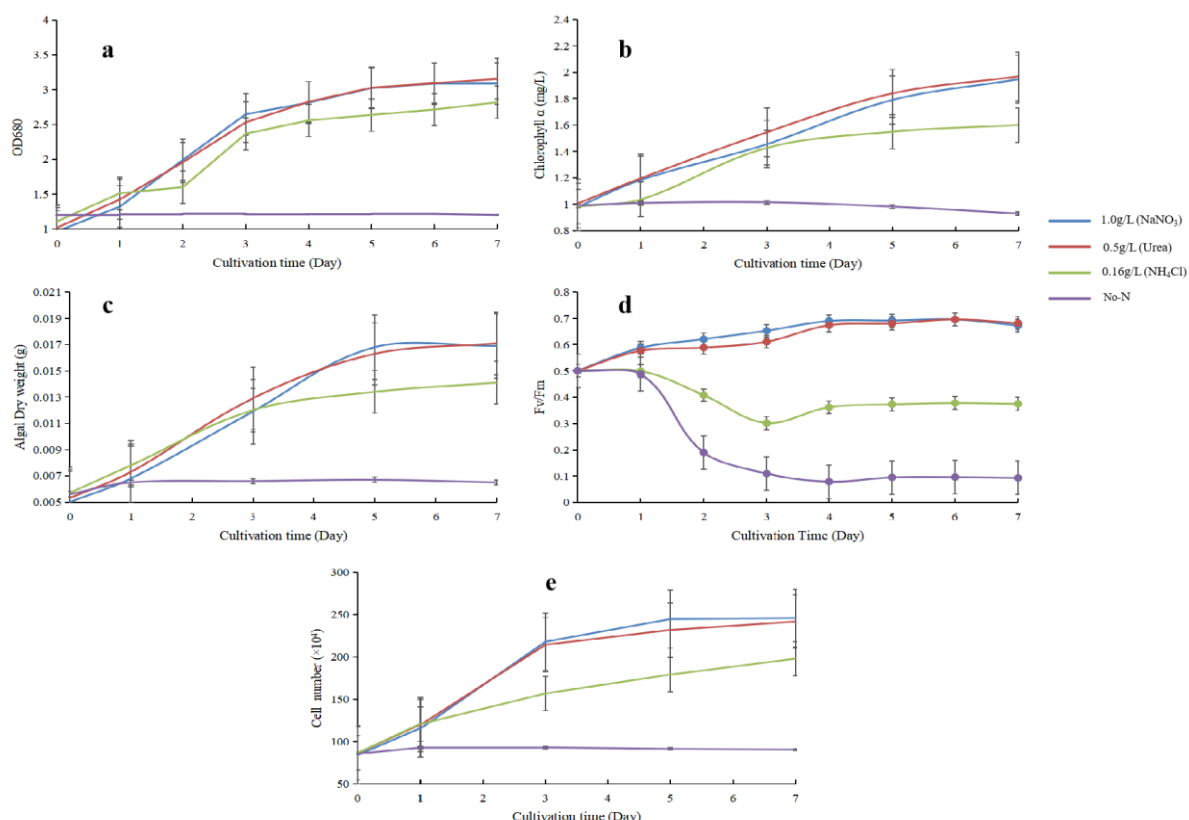 a
OD680
4
3.5
3
2.5
2
1.5
1
0 1 2 3 4 5 6 7
Cultivation time (Day)
b
Chlorophyll α (mg/L)
2.4
2.2
2
1.8
1.6
1.4
1.2
1
0.8
0 1 2 3 4 5 6 7
Cultivation time (Day)
1.0g/L (NaNO₃)
0.5g/L (Urea)
0.16g/L (NH₄Cl)
No-N
c
Algal Dry weight (g)
0.021
0.019
0.017
0.015
0.013
0.011
0.009
0.007
0.005
0 1 2 3 4 5 6 7
Cultivation time (Day)
d
Fv/Fm
0.8
0.7
0.6
0.5
0.4
0.3
0.2
0.1
0
0 1 2 3 4 5 6 7
Cultivation Time (Day)
e
Cell number (×10⁴)
300
250
200
150
100
50
0 1 2 3 4 5 6 7
Cultivation time (Day)